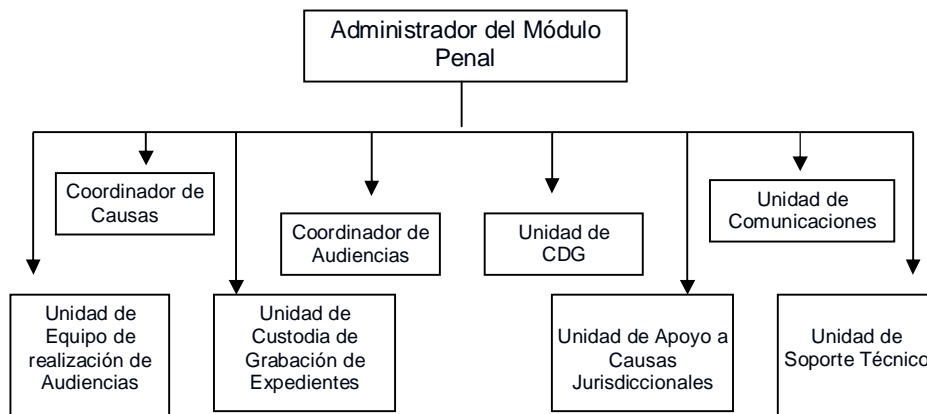 Administrador del Módulo
Penal
Coordinador de
Causas
Coordinador de
Audiencias
Unidad de
CDG
Unidad de
Comunicaciones
Unidad de
Equipo de
realización de
Audiencias
Unidad de
Custodia de
Grabación de
Expedientes
Unidad de Apoyo a
Causas
Jurisdiccionales
Unidad de
Soporte Técnico